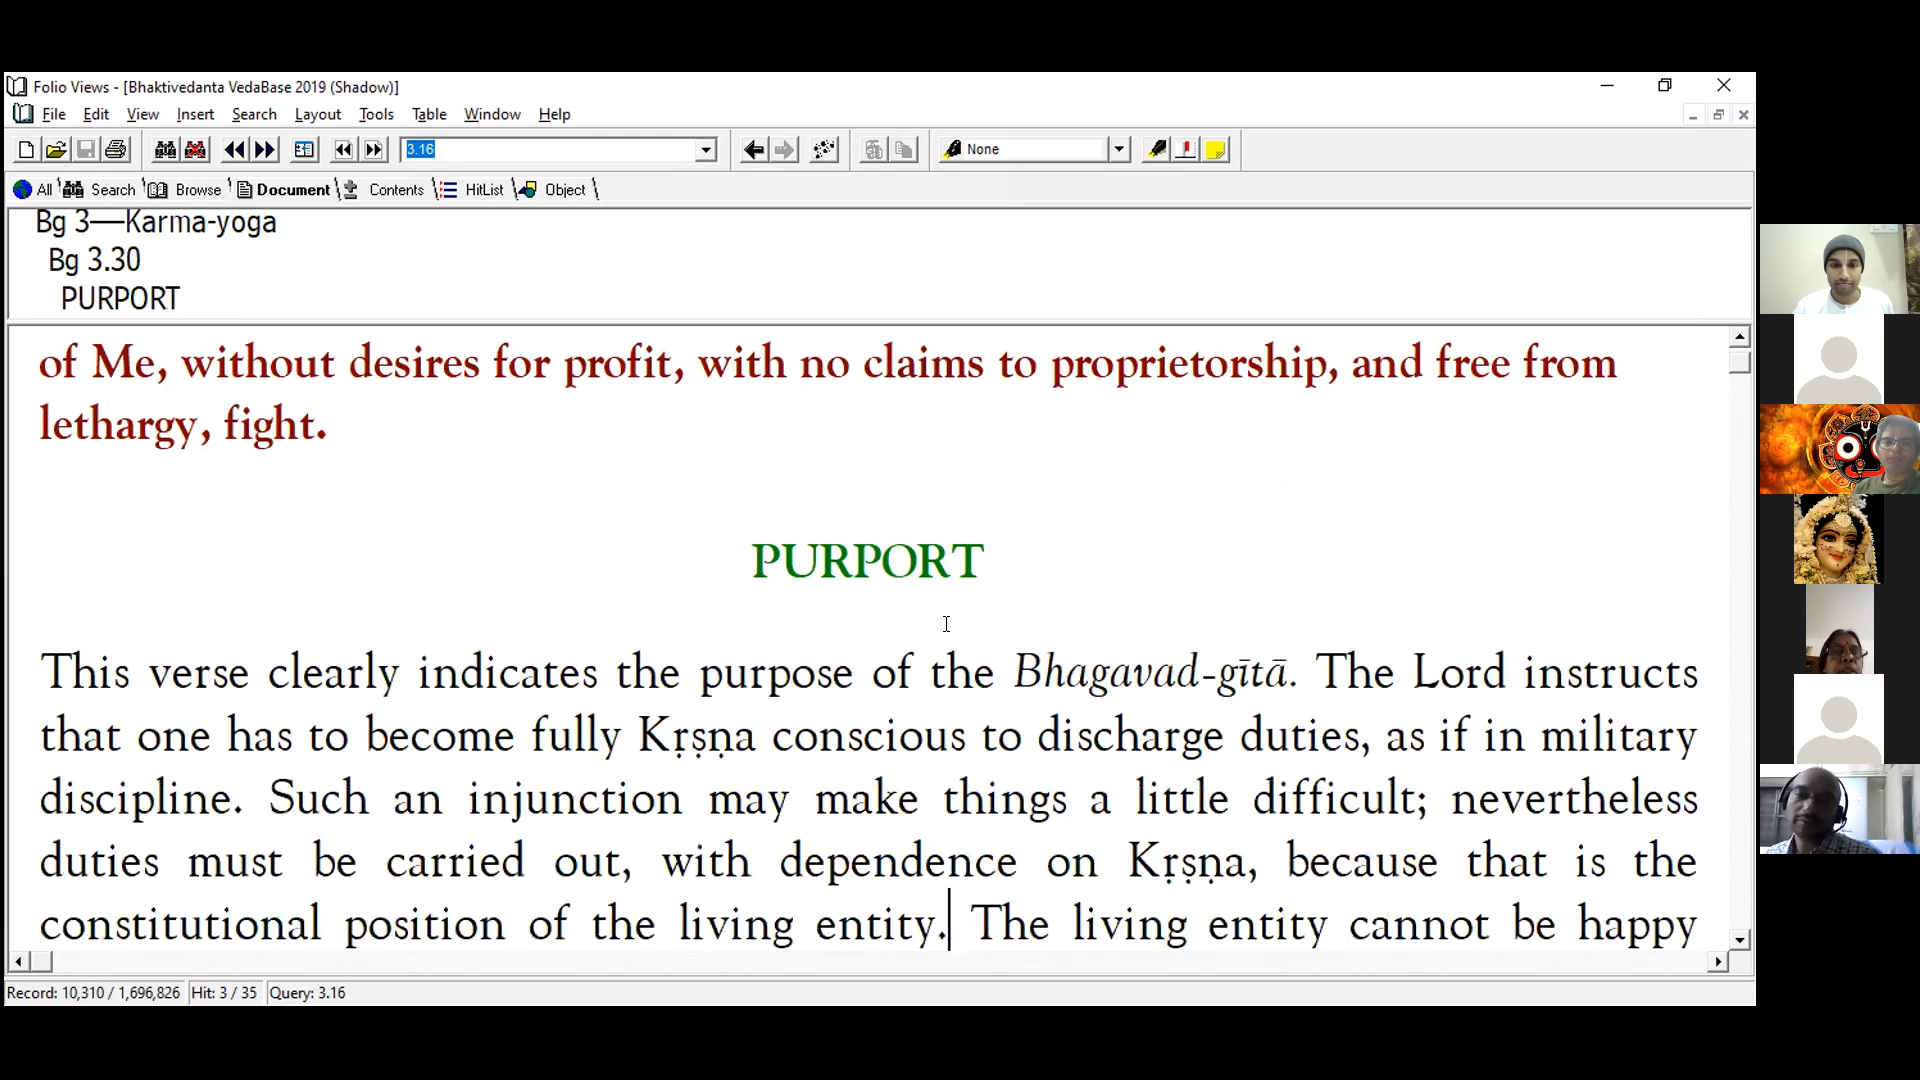 Folio Views - [Bhaktivedanta VedaBase 2019 (Shadow)]
File Edit View Insert Search Layout Tools Table Window Help
3.16 None
All Search Browse Document Contents HitList Object
Bg 3—Karma-yoga
Bg 3.30
PURPORT
of Me, without desires for profit, with no claims to proprietorship, and free from
lethargy, fight.
PURPORT
This verse clearly indicates the purpose of the Bhagavad-gītā. The Lord instructs
that one has to become fully Kṛṣṇa conscious to discharge duties, as if in military
discipline. Such an injunction may make things a little difficult; nevertheless
duties must be carried out, with dependence on Kṛṣṇa, because that is the
constitutional position of the living entity. The living entity cannot be happy
Record: 10,310 / 1,696,826 Hit: 3 / 35 Query: 3.16